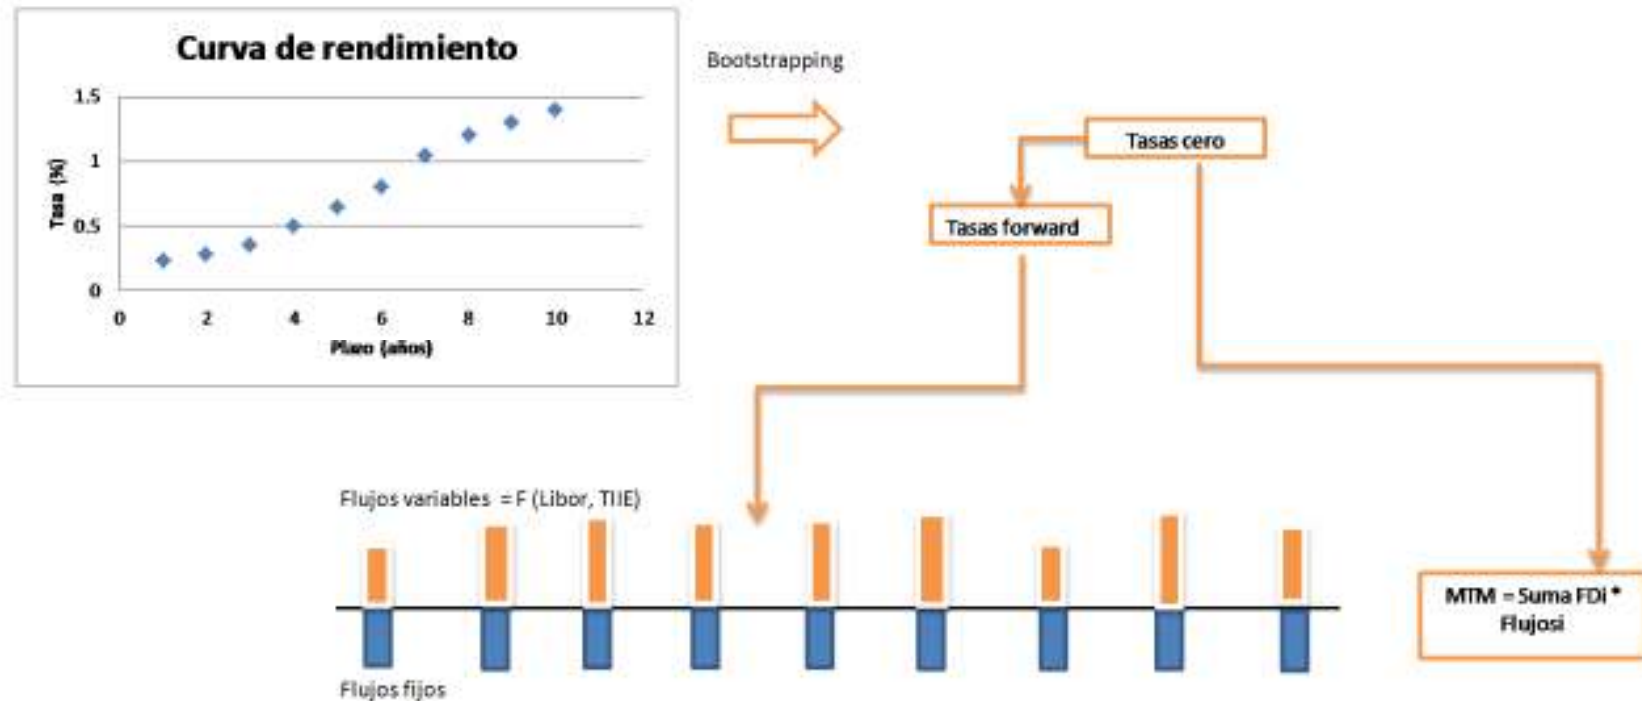 Curva de rendimiento
1.5
1
0.5
0
Tasa (%)
0 2 4 6 8 10 12
Plazo (años)
Bootstrapping
Tasas cero
Tasas forward
Flujos variables = F (Libor, TIIE)
Flujos fijos
MTM = Suma FDi *
Flujosi